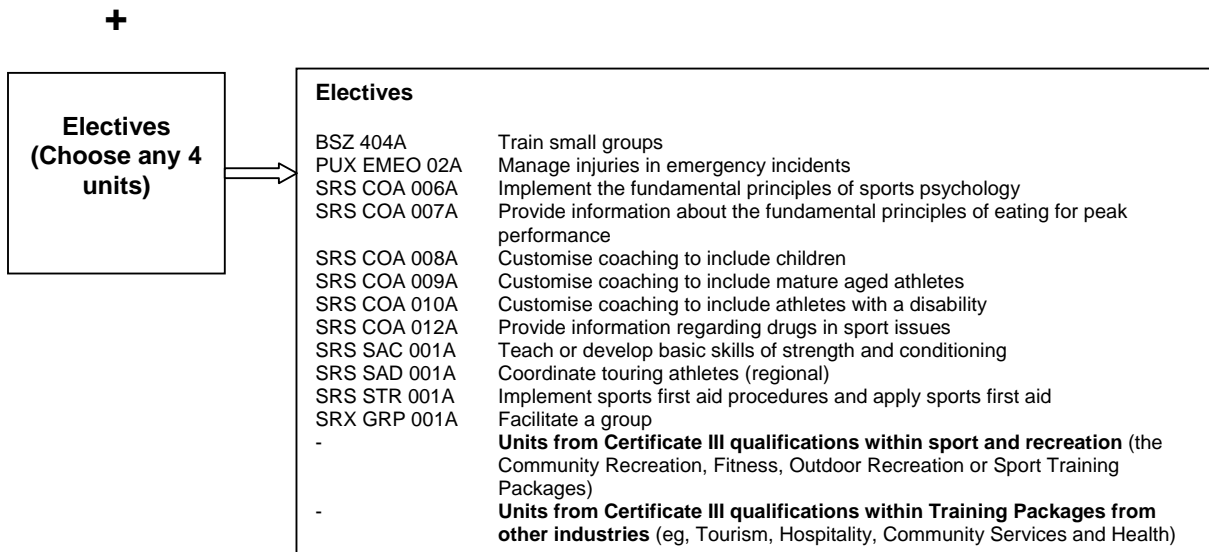 +
Electives
(Choose any 4
units)
Electives
BSZ 404A Train small groups
PUX EMEO 02A Manage injuries in emergency incidents
SRS COA 006A Implement the fundamental principles of sports psychology
SRS COA 007A Provide information about the fundamental principles of eating for peak
performance
SRS COA 008A Customise coaching to include children
SRS COA 009A Customise coaching to include mature aged athletes
SRS COA 010A Customise coaching to include athletes with a disability
SRS COA 012A Provide information regarding drugs in sport issues
SRS SAC 001A Teach or develop basic skills of strength and conditioning
SRS SAD 001A Coordinate touring athletes (regional)
SRS STR 001A Implement sports first aid procedures and apply sports first aid
SRX GRP 001A Facilitate a group
- Units from Certificate III qualifications within sport and recreation (the
Community Recreation, Fitness, Outdoor Recreation or Sport Training
Packages)
- Units from Certificate III qualifications within Training Packages from
other industries (eg, Tourism, Hospitality, Community Services and Health)